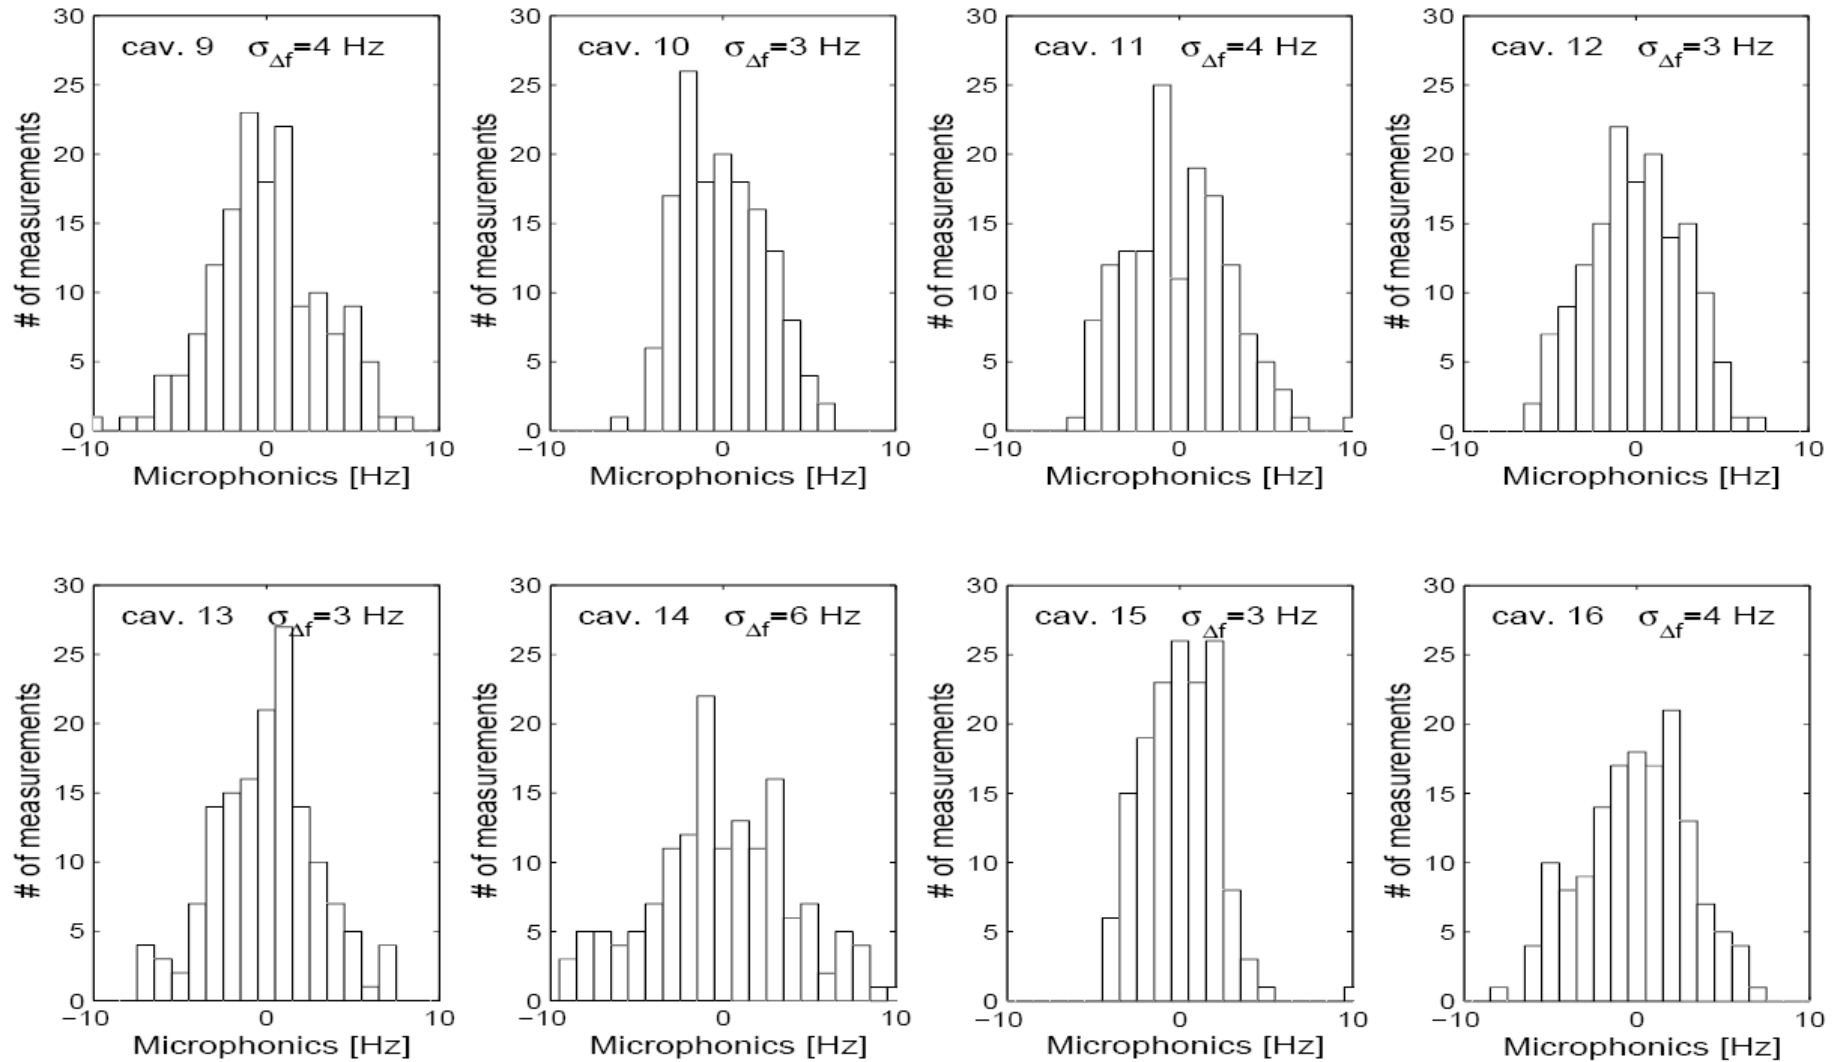 30
cav. 9 σΔf=4 Hz
25
20
15
10
5
0
# of measurements
−10 0 10
Microphonics [Hz]
30
cav. 10 σΔf=3 Hz
25
20
15
10
5
0
# of measurements
−10 0 10
Microphonics [Hz]
30
cav. 11 σΔf=4 Hz
25
20
15
10
5
0
# of measurements
−10 0 10
Microphonics [Hz]
30
cav. 12 σΔf=3 Hz
25
20
15
10
5
0
# of measurements
−10 0 10
Microphonics [Hz]
30
cav. 13 σΔf=3 Hz
25
20
15
10
5
0
# of measurements
−10 0 10
Microphonics [Hz]
30
cav. 14 σΔf=6 Hz
25
20
15
10
5
0
# of measurements
−10 0 10
Microphonics [Hz]
30
cav. 15 σΔf=3 Hz
25
20
15
10
5
0
# of measurements
−10 0 10
Microphonics [Hz]
30
cav. 16 σΔf=4 Hz
25
20
15
10
5
0
# of measurements
−10 0 10
Microphonics [Hz]